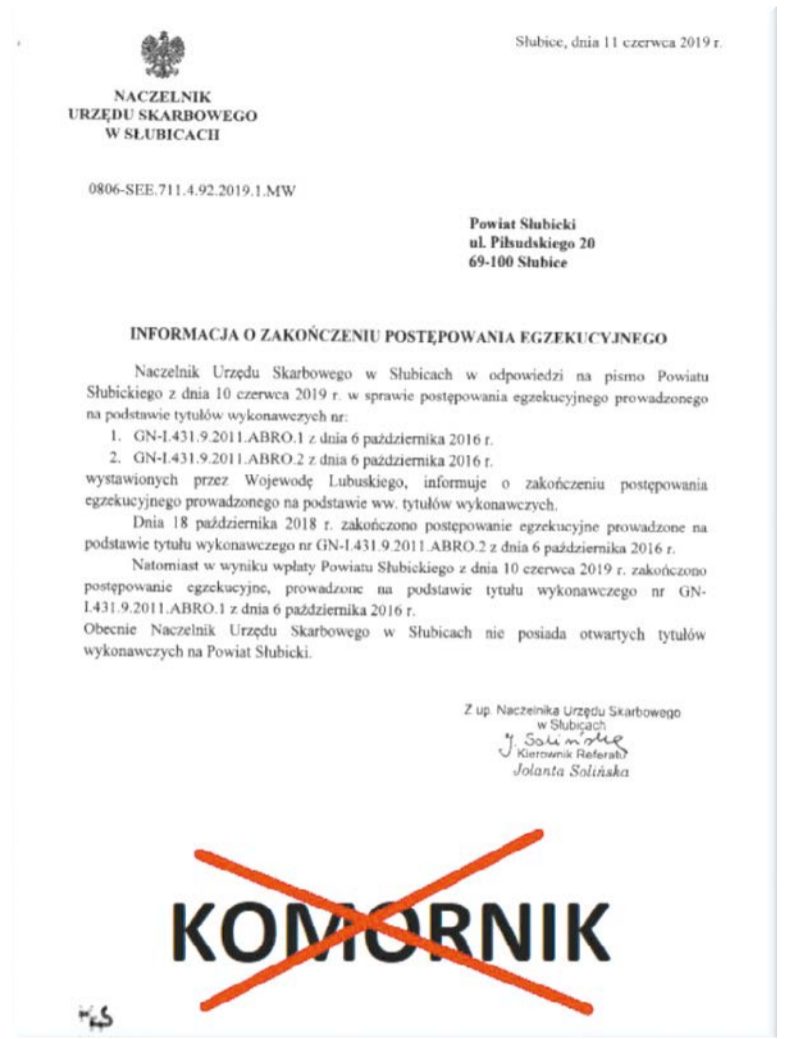 Słubice, dnia 11 czerwca 2019 r.
NACZELNIK
URZĘDU SKARBOWEGO
W SŁUBICACH
0806-SEE.711.4.92.2019.1.MW
Powiat Słubicki
ul. Piłsudskiego 20
69-100 Słubice
INFORMACJA O ZAKOŃCZENIU POSTĘPOWANIA EGZEKUCYJNEGO
Naczelnik Urzędu Skarbowego w Słubicach w odpowiedzi na pismo Powiatu
Słubickiego z dnia 10 czerwca 2019 r. w sprawie postępowania egzekucyjnego prowadzonego
na podstawie tytułów wykonawczych nr:
1. GN-I.431.9.2011.ABRO.1 z dnia 6 października 2016 r.
2. GN-I.431.9.2011.ABRO.2 z dnia 6 października 2016 r.
wystawionych przez Wojewodę Lubuskiego, informuje o zakończeniu postępowania
egzekucyjnego prowadzonego na podstawie ww. tytułów wykonawczych.
Dnia 18 października 2018 r. zakończono postępowanie egzekucyjne prowadzone na
podstawie tytułu wykonawczego nr GN-I.431.9.2011.ABRO.2 z dnia 6 października 2016 r.
Natomiast w wyniku wpłaty Powiatu Słubickiego z dnia 10 czerwca 2019 r. zakończono
postępowanie egzekucyjne, prowadzone na podstawie tytułu wykonawczego nr GN-
I.431.9.2011.ABRO.1 z dnia 6 października 2016 r.
Obecnie Naczelnik Urzędu Skarbowego w Słubicach nie posiada otwartych tytułów
wykonawczych na Powiat Słubicki.
Z up. Naczelnika Urzędu Skarbowego
w Słubicach
J. Solińska
Kierownik Referatu
Jolanta Solińska
KOMORNIK